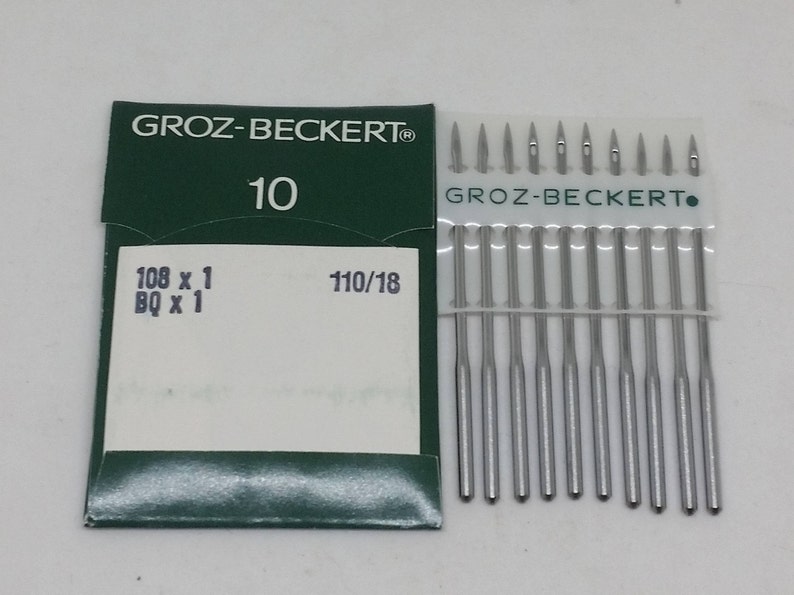 GROZ-BECKERT®
10
108 x 1 110/18
BQ x 1
GROZ-BECKERT